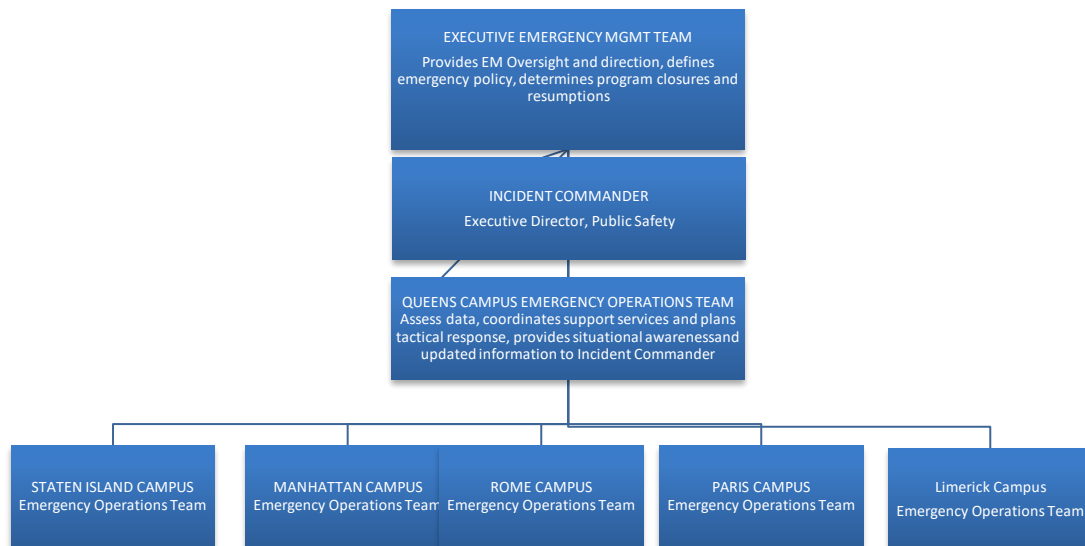 EXECUTIVE EMERGENCY MGMT TEAM
Provides EM Oversight and direction, defines
emergency policy, determines program closures and
resumptions
INCIDENT COMMANDER
Executive Director, Public Safety
QUEENS CAMPUS EMERGENCY OPERATIONS TEAM
Assess data, coordinates support services and plans
tactical response, provides situational awarenessand
updated information to Incident Commander
STATEN ISLAND CAMPUS
Emergency Operations Team
MANHATTAN CAMPUS
Emergency Operations Team
ROME CAMPUS
Emergency Operations Team
PARIS CAMPUS
Emergency Operations Team
Limerick Campus
Emergency Operations Team